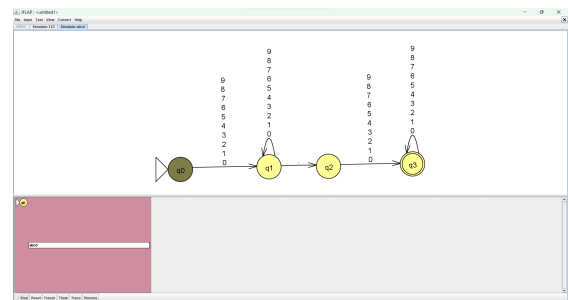 JFLAP : <untitled1>
File Input Test View Convert Help
Editor Simulate: 123 Simulate: abcd
9 9
8 8
7 9 9 7
6 8 8 6
5 7 7 5
4 6 6 4
3 5 5 3
2 4 4 2
1 3 3 1
0 2 2 0
1 1
0 0
q0 q1 . q2 q3
q0
abcd
Step Reset Freeze Thaw Trace Remove